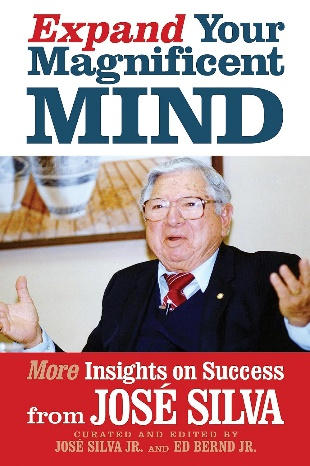 Expand Your
Magnificent
MIND
More Insights on Success
from JOSÉ SILVA
CURATED AND EDITED BY
JOSÉ SILVA JR. AND ED BERND JR.